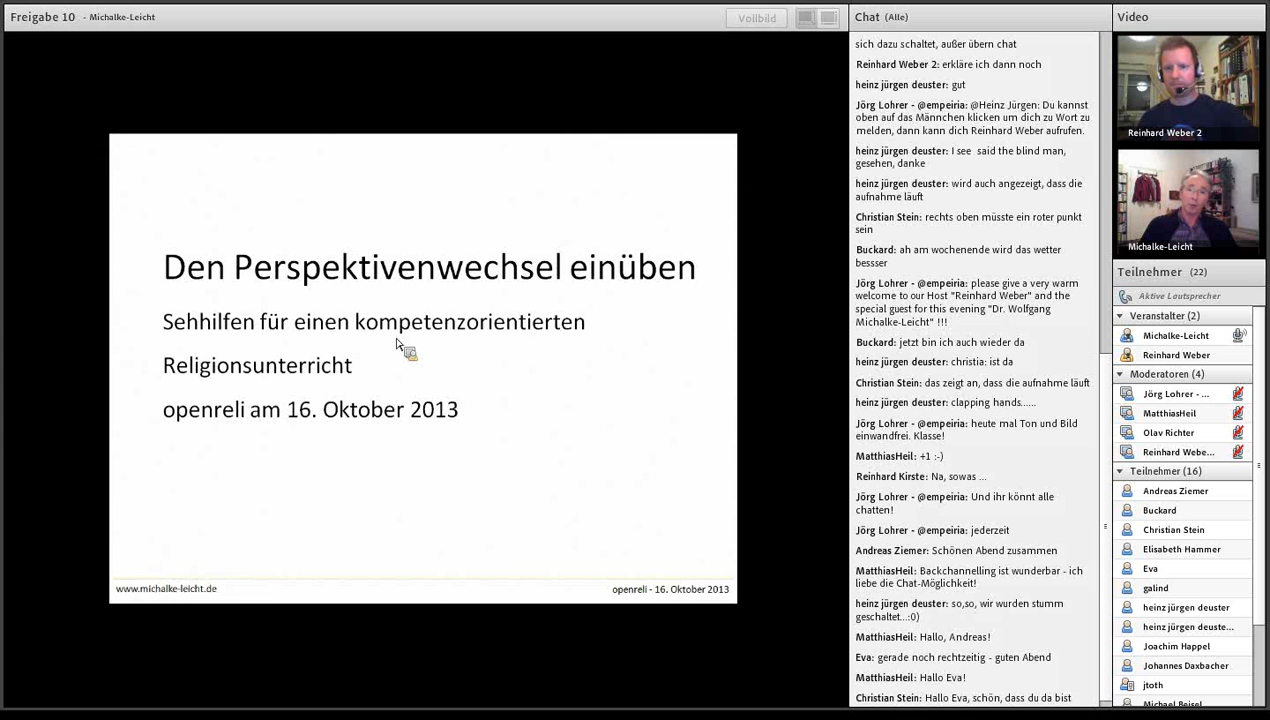 Freigabe 10 - Michalke-Leicht
Vollbild
Den Perspektivenwechsel einüben
Sehhilfen für einen kompetenzorientierten
Religionsunterricht
openreli am 16. Oktober 2013
www.michalke-leicht.de
openreli - 16. Oktober 2013
Chat (Alle)
sich dazu schaltet, außer übern chat
Reinhard Weber 2: erkläre ich dann noch
heinz jürgen deuster: gut
Jörg Lohrer - @empeiria: @Heinz Jürgen: Du kannst
oben auf das Männchen klicken um dich zu Wort zu
melden, dann kann dich Reinhard Weber aufrufen.
heinz jürgen deuster: I see said the blind man,
gesehen, danke
heinz jürgen deuster: wird auch angezeigt, dass die
aufnahme läuft
Christian Stein: rechts oben müsste ein roter punkt
sein
Buckard: ah am wochenende wird das wetter
bessser
Jörg Lohrer - @empeiria: please give a very warm
welcome to our Host "Reinhard Weber" and the
special guest for this evening "Dr. Wolfgang
Michalke-Leicht" !!!
Buckard: jetzt bin ich auch wieder da
heinz jürgen deuster: christia: ist da
Christian Stein: das zeigt an, dass die aufnahme läuft
heinz jürgen deuster: clapping hands......
Jörg Lohrer - @empeiria: heute mal Ton und Bild
einwandfrei. Klasse!
MatthiasHeil: +1 :-)
Reinhard Kirste: Na, sowas ...
Jörg Lohrer - @empeiria: Und ihr könnt alle
chatten!
Jörg Lohrer - @empeiria: jederzeit
Andreas Ziemer: Schönen Abend zusammen
MatthiasHeil: Backchannelling ist wunderbar - ich
liebe die Chat-Möglichkeit!
heinz jürgen deuster: so,so, wir wurden stumm
geschaltet...:0)
MatthiasHeil: Hallo, Andreas!
Eva: gerade noch rechtzeitig - guten Abend
MatthiasHeil: Hallo Eva!
Christian Stein: Hallo Eva, schön, dass du da bist
Video
Reinhard Weber 2
Michalke-Leicht
Teilnehmer (22)
Aktive Lautsprecher
Veranstalter (2)
Michalke-Leicht
Reinhard Weber
Moderatoren (4)
Jörg Lohrer - ...
MatthiasHeil
Olav Richter
Reinhard Webe...
Teilnehmer (16)
Andreas Ziemer
Buckard
Christian Stein
Elisabeth Hammer
Eva
galind
heinz jürgen deuster
heinz jürgen deuste...
Joachim Happel
Johannes Daxbacher
jtoth
Michael Beisel